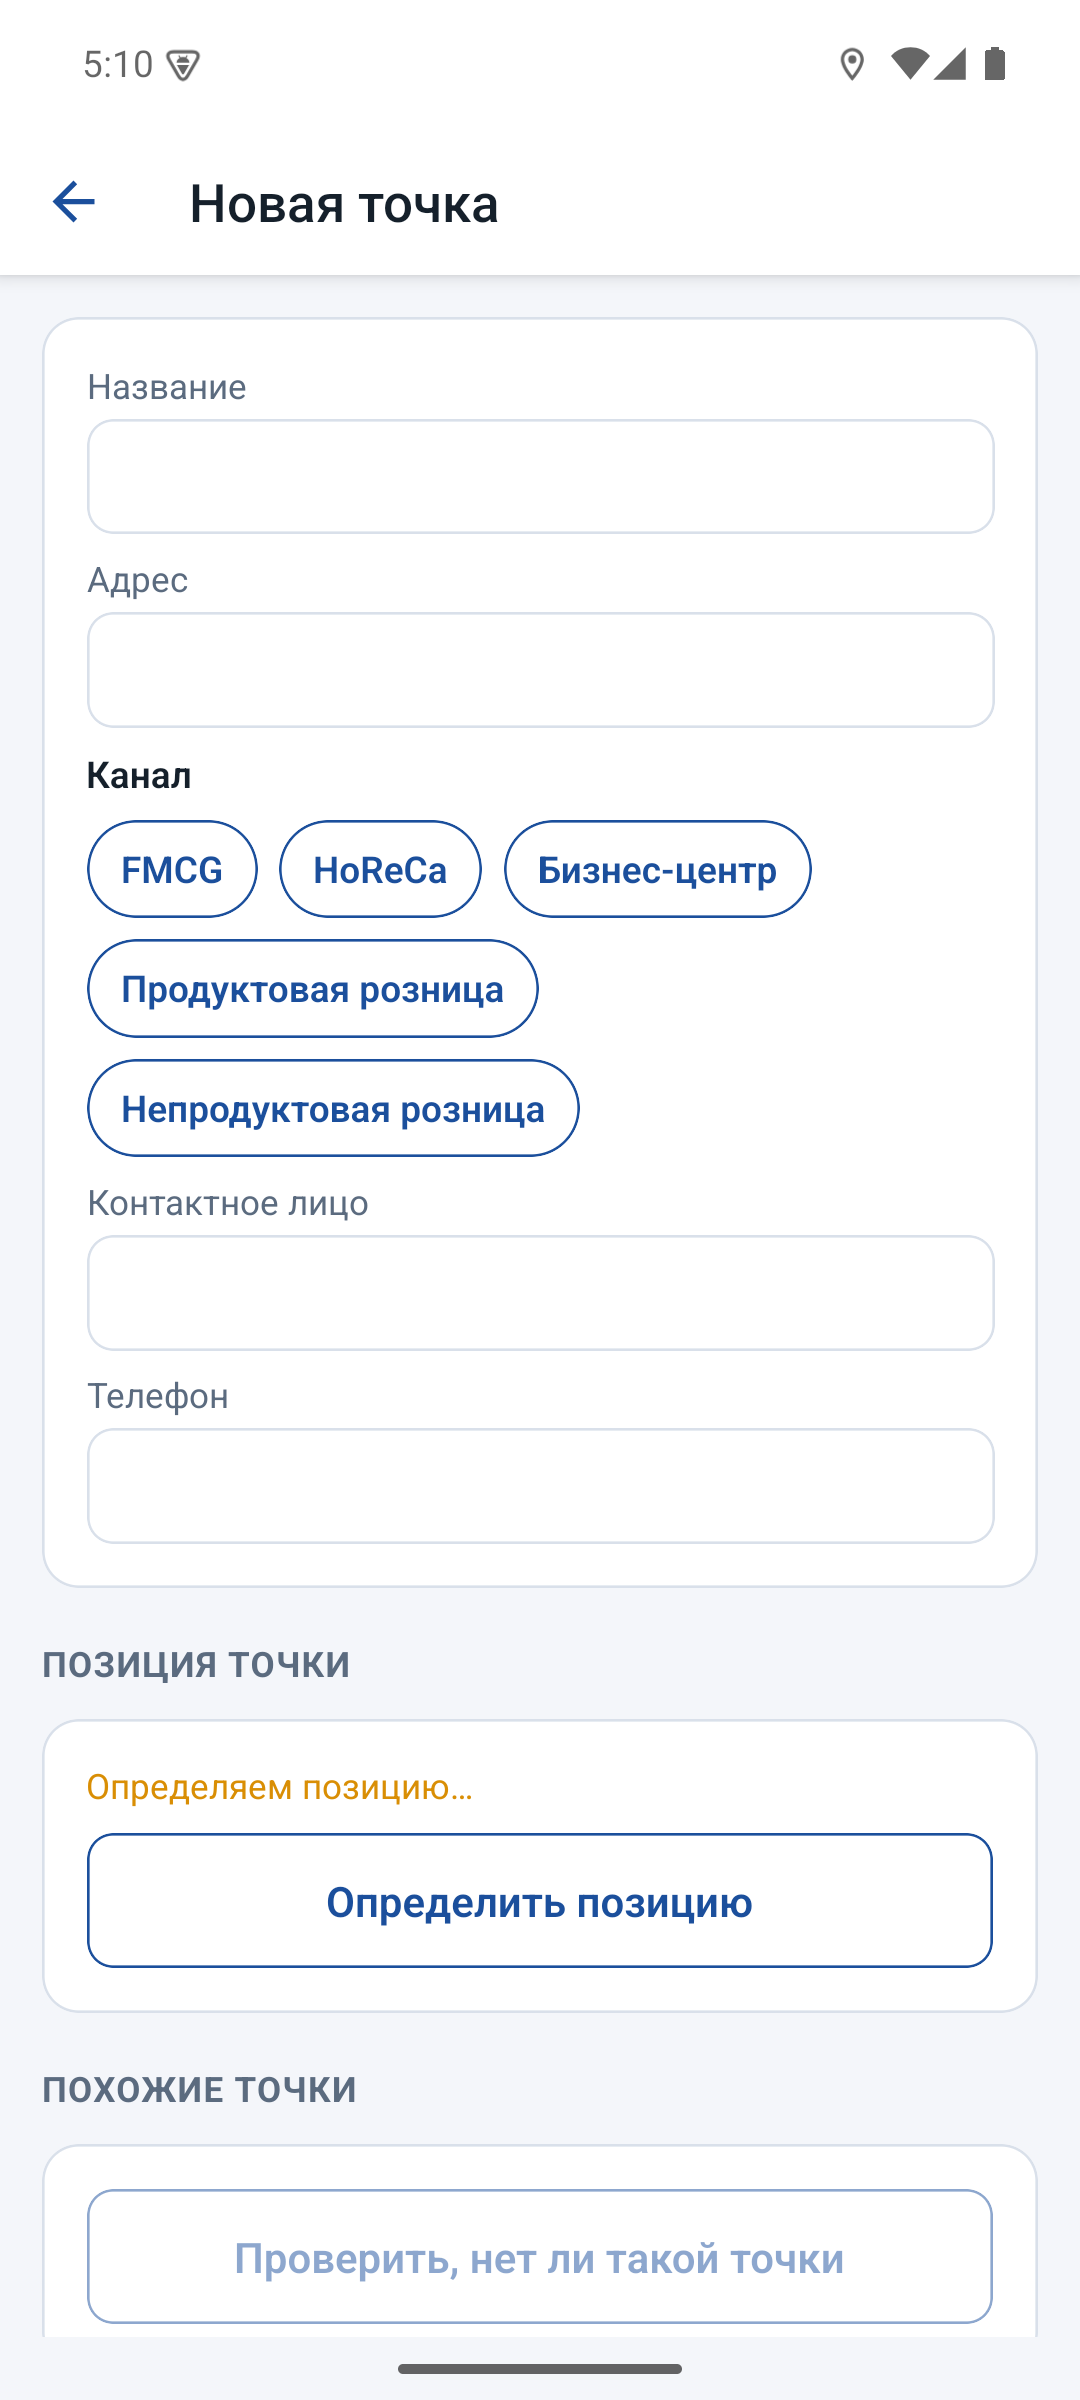 5:10
Новая точка
Название
Адрес
Канал
FMCG HoReCa Бизнес-центр
Продуктовая розница
Непродуктовая розница
Контактное лицо
Телефон
ПОЗИЦИЯ ТОЧКИ
Определяем позицию...
Определить позицию
ПОХОЖИЕ ТОЧКИ
Проверить, нет ли такой точки